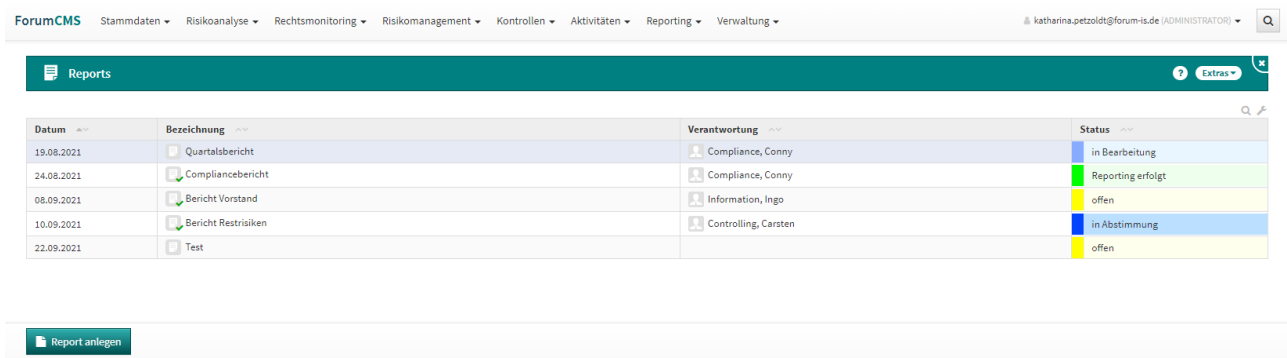 ForumCMS Stammdaten Risikoanalyse Rechtsmonitoring Risikomanagement Kontrollen Aktivitäten Reporting Verwaltung katharina.petzoldt@forum-is.de (ADMINISTRATOR)
Reports ? Extras
Datum Bezeichnung Verantwortung Status
19.08.2021 Quartalsbericht Compliance, Conny in Bearbeitung
24.08.2021 Compliancebericht Compliance, Conny Reporting erfolgt
08.09.2021 Bericht Vorstand Information, Ingo offen
10.09.2021 Bericht Restrisiken Controlling, Carsten in Abstimmung
22.09.2021 Test offen
Report anlegen